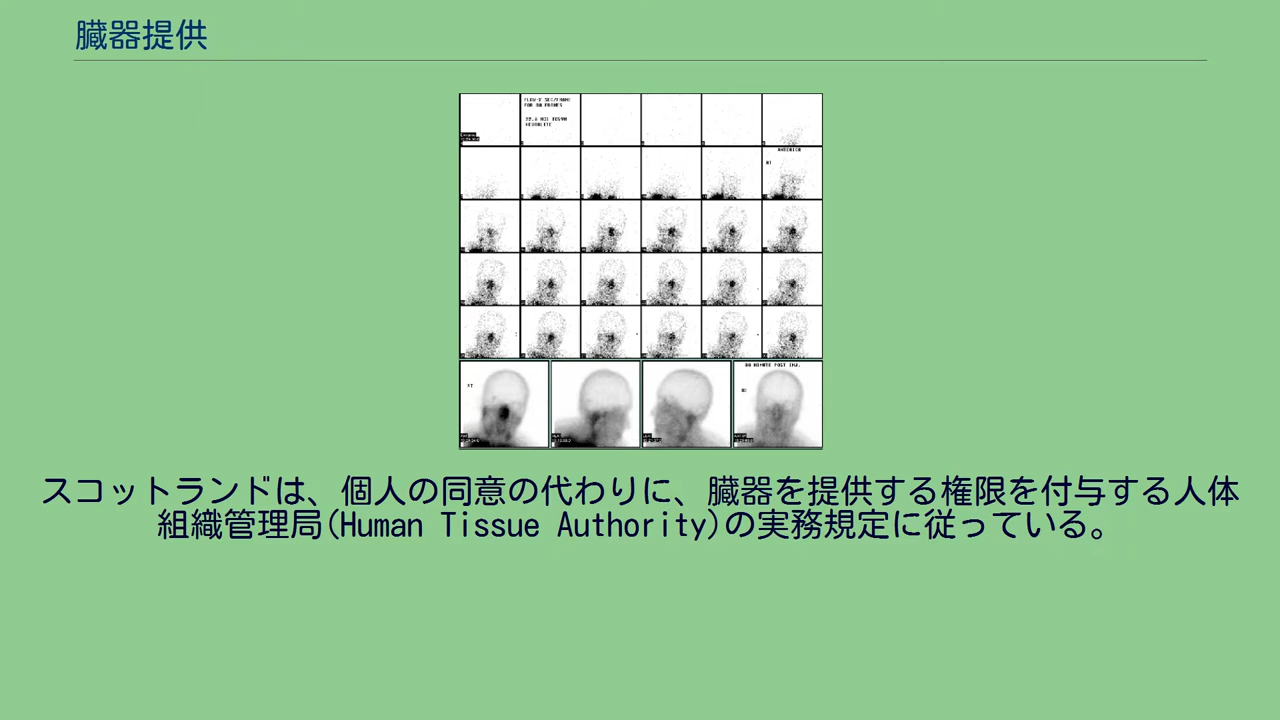 臓器提供
ANTERIOR
スコットランドは、個人の同意の代わりに、臓器を提供する権限を付与する人体
組織管理局(Human Tissue Authority)の実務規定に従っている。